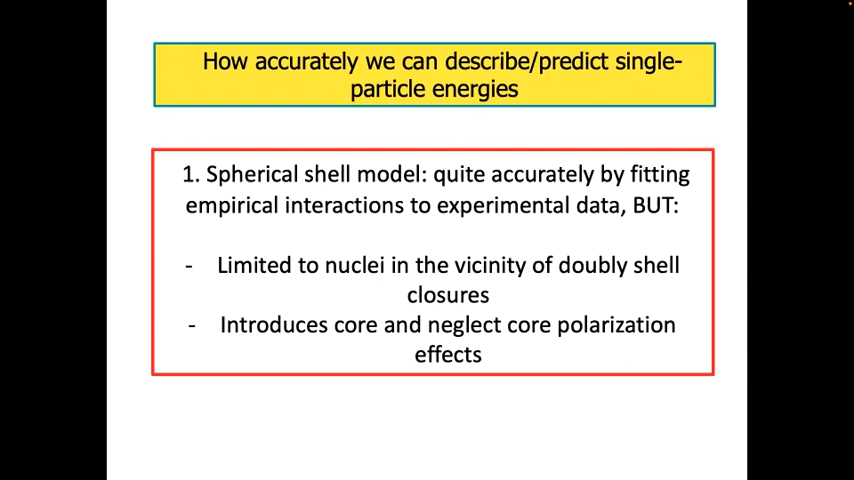 How accurately we can describe/predict single-
particle energies
1. Spherical shell model: quite accurately by fitting
empirical interactions to experimental data, BUT:
- Limited to nuclei in the vicinity of doubly shell
closures
- Introduces core and neglect core polarization
effects